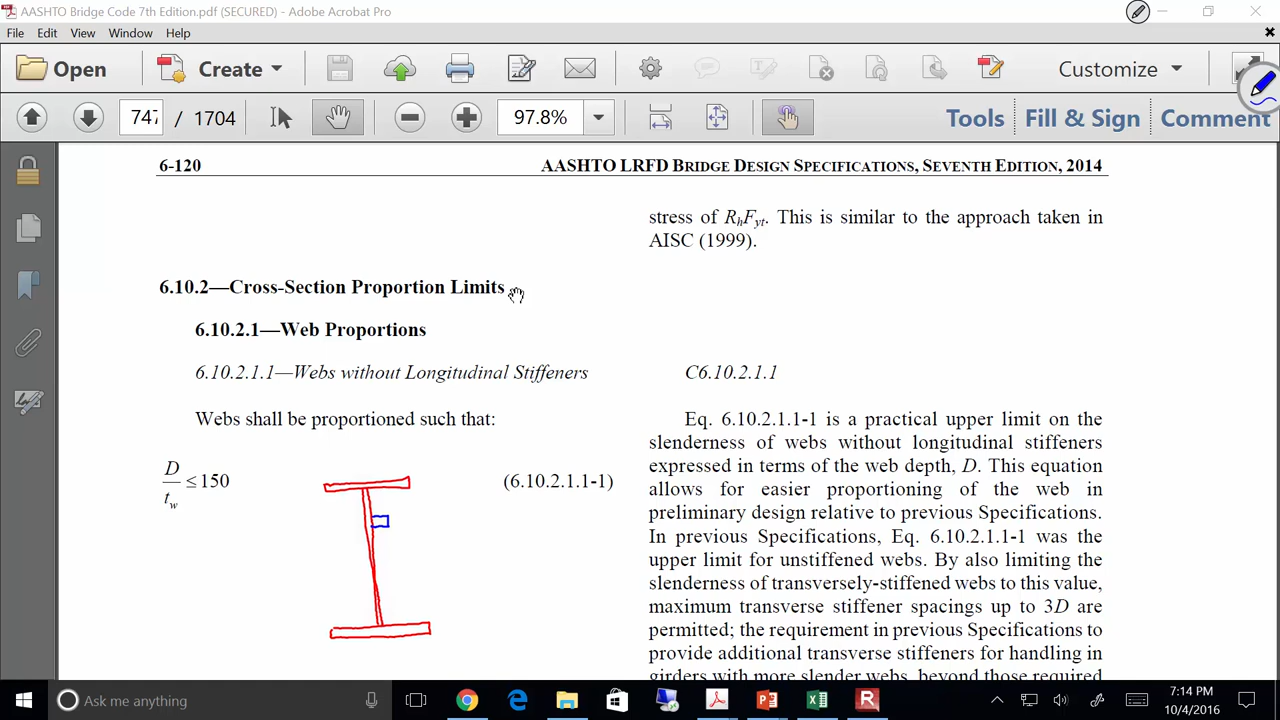 AASHTO Bridge Code 7th Edition.pdf (SECURED) - Adobe Acrobat Pro
File Edit View Window Help
Open Create Customize
747 / 1704 97.8% Tools Fill & Sign Comment
6-120 AASHTO LRFD BRIDGE DESIGN SPECIFICATIONS, SEVENTH EDITION, 2014
stress of RhFyt. This is similar to the approach taken in
AISC (1999).
6.10.2—Cross-Section Proportion Limits
6.10.2.1—Web Proportions
6.10.2.1.1—Webs without Longitudinal Stiffeners
Webs shall be proportioned such that:
D/tw ≤ 150 (6.10.2.1.1-1)
C6.10.2.1.1
Eq. 6.10.2.1.1-1 is a practical upper limit on the
slenderness of webs without longitudinal stiffeners
expressed in terms of the web depth, D. This equation
allows for easier proportioning of the web in
preliminary design relative to previous Specifications.
In previous Specifications, Eq. 6.10.2.1.1-1 was the
upper limit for unstiffened webs. By also limiting the
slenderness of transversely-stiffened webs to this value,
maximum transverse stiffener spacings up to 3D are
permitted; the requirement in previous Specifications to
provide additional transverse stiffeners for handling in
girders with more slender webs, beyond those required
Ask me anything
7:14 PM
10/4/2016